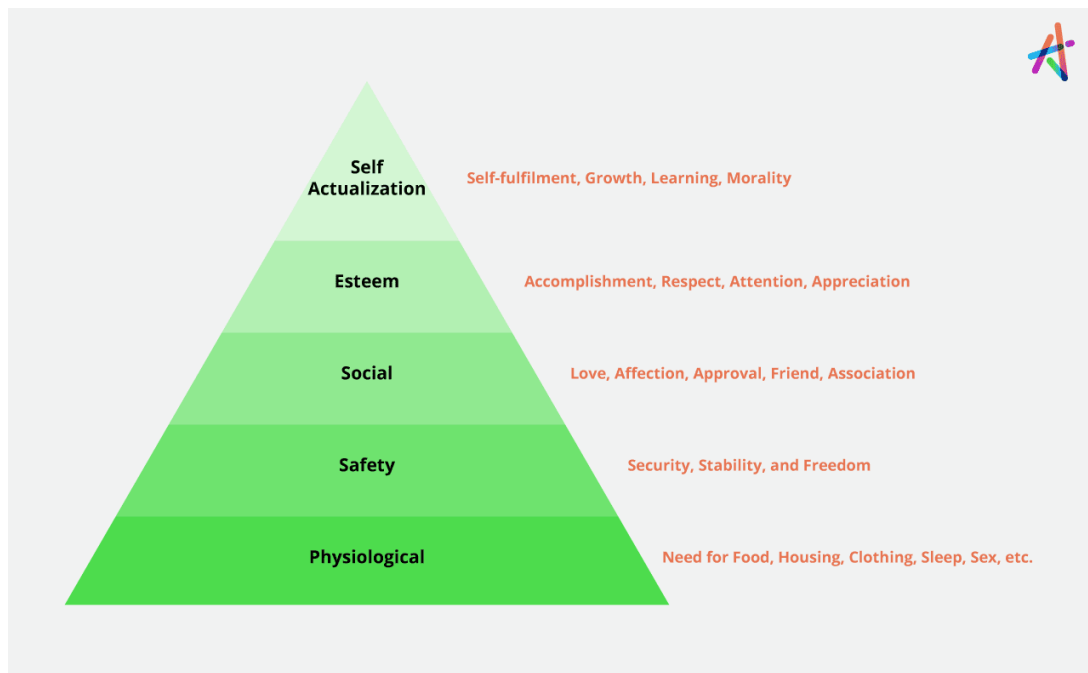 Self
Actualization
Self-fulfilment, Growth, Learning, Morality
Esteem
Accomplishment, Respect, Attention, Appreciation
Social
Love, Affection, Approval, Friend, Association
Safety
Security, Stability, and Freedom
Physiological
Need for Food, Housing, Clothing, Sleep, Sex, etc.